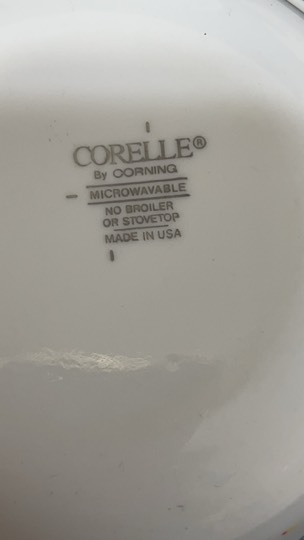 CORELLE®
By CORNING
MICROWAVABLE
NO BROILER
OR STOVETOP
MADE IN USA